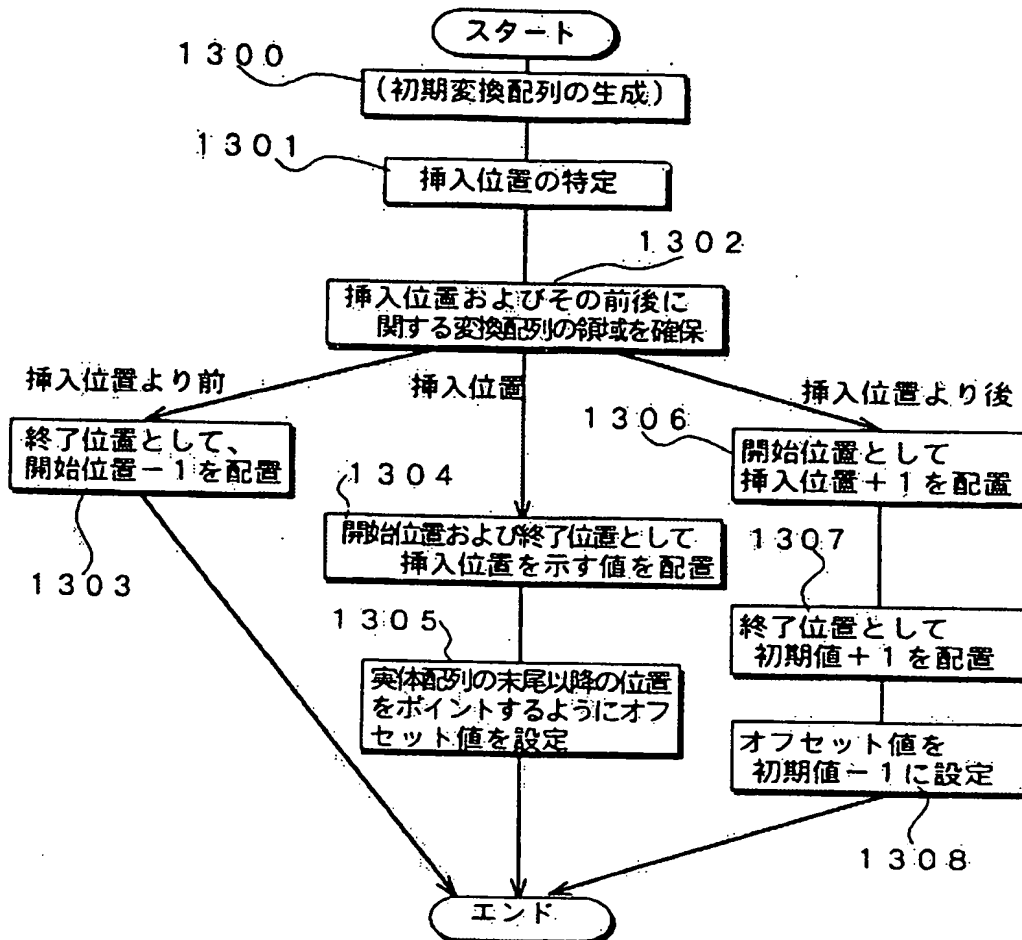 スタート
1300
(初期変換配列の生成)
1301
挿入位置の特定
1302
挿入位置およびその前後に
関する変換配列の領域を確保
挿入位置より前
挿入位置
挿入位置より後
終了位置として、
開始位置−1を配置
1303
1304
開始位置および終了位置として
挿入位置を示す値を配置
1305
実体配列の末尾以降の位置
をポイントするようにオフ
セット値を設定
1306
開始位置として
挿入位置+1を配置
1307
終了位置として
初期値+1を配置
オフセット値を
初期値−1に設定
1308
エンド